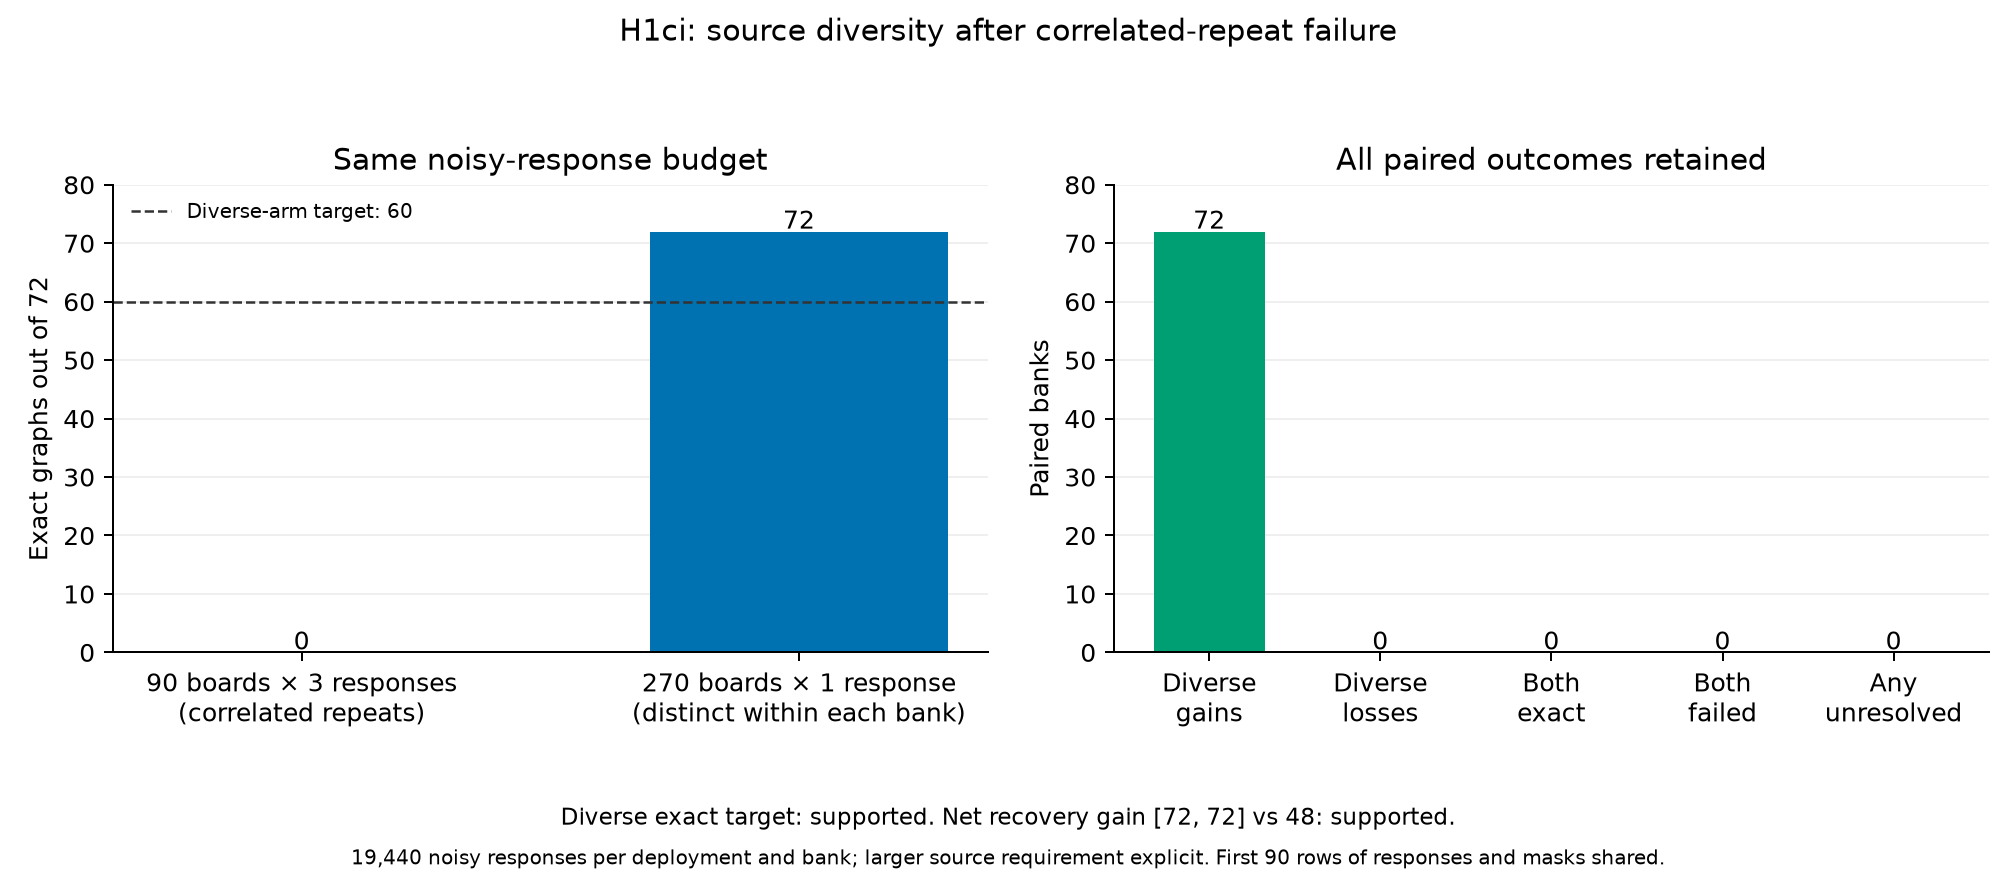 H1ci: source diversity after correlated-repeat failure
Same noisy-response budget
Exact graphs out of 72
80
70
60
50
40
30
20
10
0
Diverse-arm target: 60
0
72
90 boards × 3 responses
(correlated repeats)
270 boards × 1 response
(distinct within each bank)
All paired outcomes retained
Paired banks
80
70
60
50
40
30
20
10
0
72
0
0
0
0
Diverse
gains
Diverse
losses
Both
exact
Both
failed
Any
unresolved
Diverse exact target: supported. Net recovery gain [72, 72] vs 48: supported.
19,440 noisy responses per deployment and bank; larger source requirement explicit. First 90 rows of responses and masks shared.